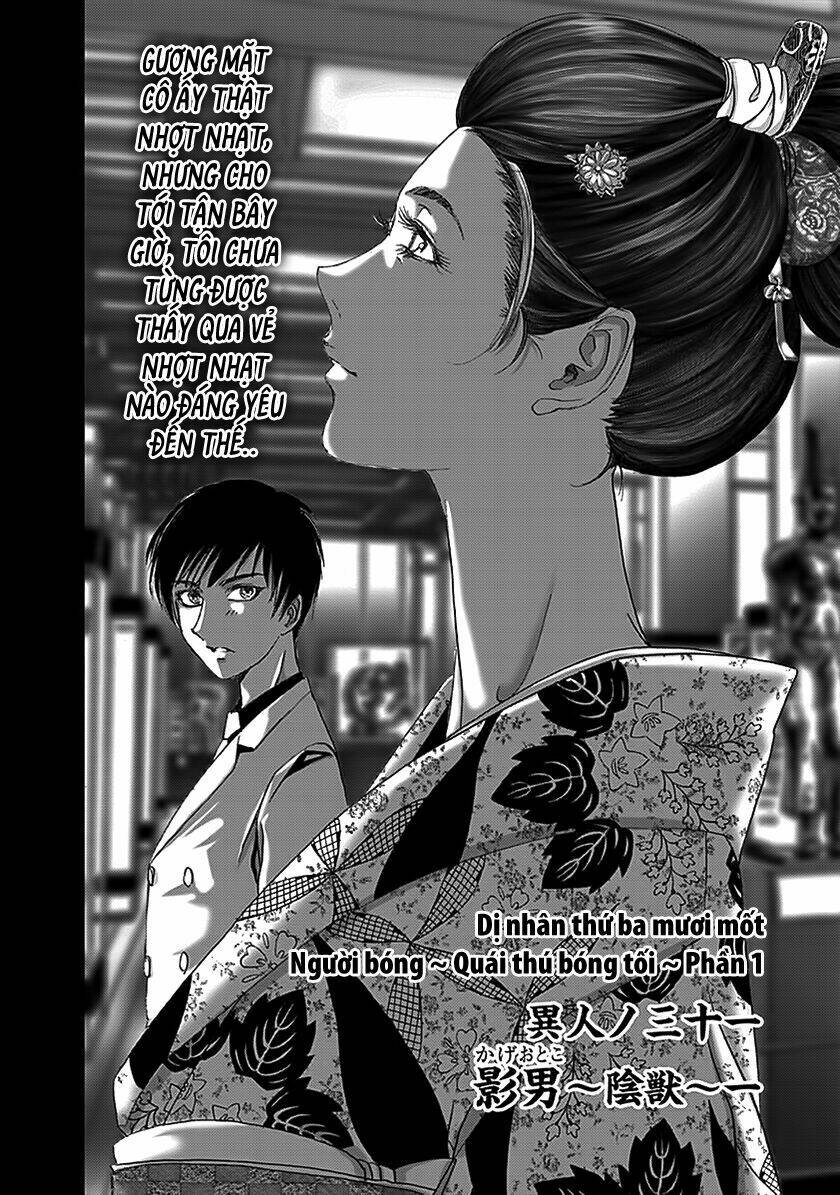 GƯƠNG MẶT
CÔ ẤY THẬT
NHỢT NHẠT,
NHƯNG CHO
TỚI TẬN BÂY
GIỜ, TÔI CHƯA
TỪNG ĐƯỢC
THẤY QUA VẺ
NHỢT NHẠT
NÀO ĐÁNG YÊU
ĐẾN THẾ..
Dị nhân thứ ba mươi mốt
Người bóng ~ Quái thú bóng tối ~ Phần 1
異人ノ三十一
かげおとこ
影男～陰獣～一